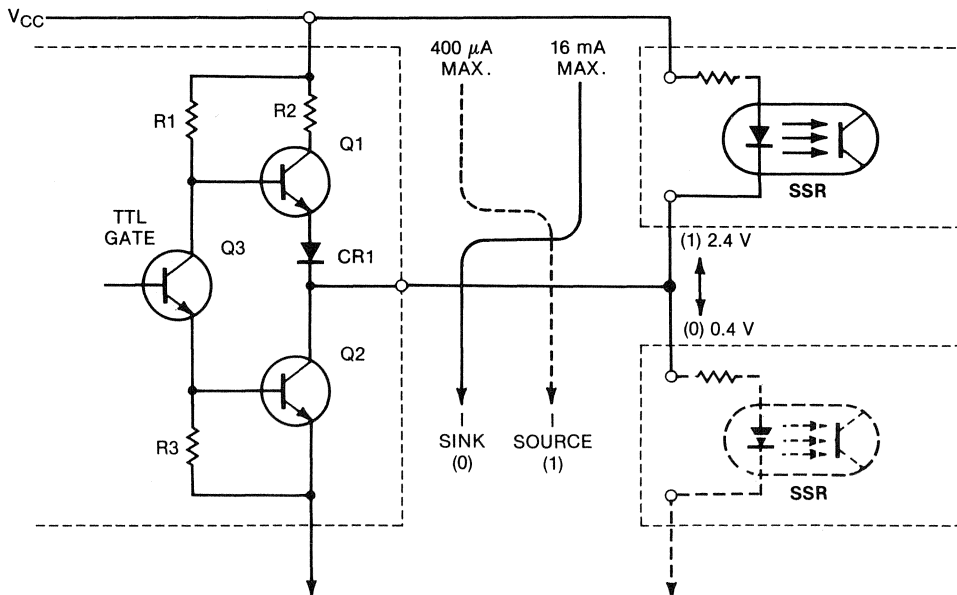 VCC
400 μA
MAX.
16 mA
MAX.
R1
R2
Q1
SSR
TTL
GATE
Q3
CR1
(1) 2.4 V
(0) 0.4 V
Q2
R3
SINK
(0)
SOURCE
(1)
SSR